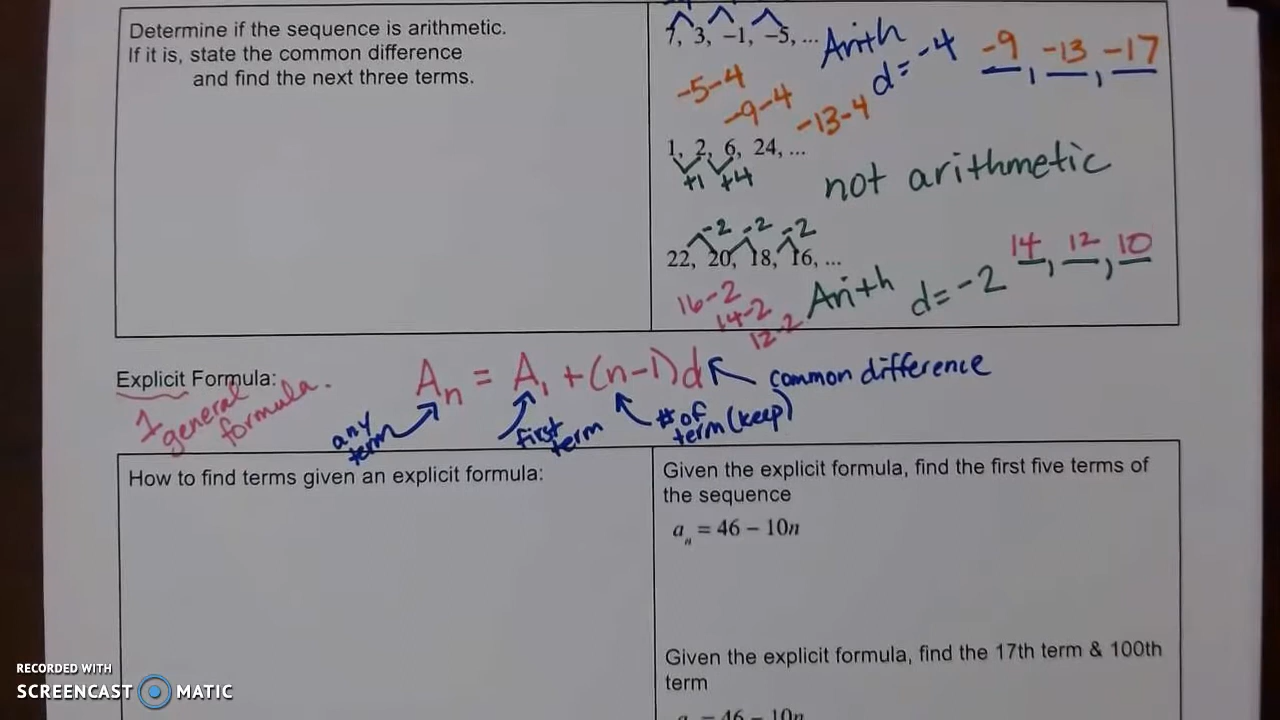 Determine if the sequence is arithmetic.
If it is, state the common difference
and find the next three terms.
7, 3, −1, −5, ...
Arith
d= -4
-9, -13, -17
-5-4
-9-4
-13-4
1, 2, 6, 24, ...
+1 +4
not arithmetic
-2 -2 -2
22, 20, 18, 16, ...
Arith d= -2
14, 12, 10
16-2
14-2
12-2
Explicit Formula:
1 general
formula.
An = A1 + (n-1)d
common difference
any
term
first
term
# of
term (keep)
How to find terms given an explicit formula:
Given the explicit formula, find the first five terms of
the sequence
an = 46 − 10n
Given the explicit formula, find the 17th term & 100th
term
an = 46 − 10n
RECORDED WITH
SCREENCAST MATIC